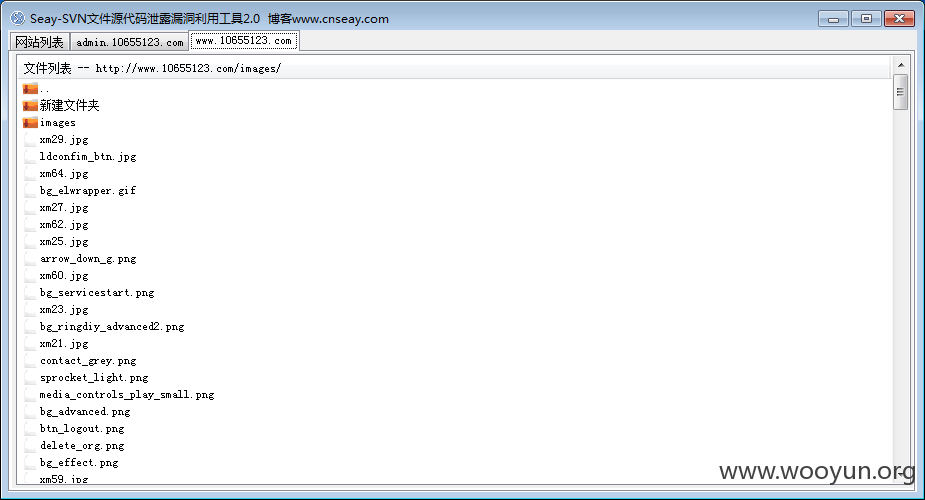 Seay-SVN文件源代码泄露漏洞利用工具2.0 博客www.cnseay.com
网站列表 admin.10655123.com www.10655123.com
文件列表 -- http://www.10655123.com/images/
..
新建文件夹
images
xm29.jpg
ldconfim_btn.jpg
xm64.jpg
bg_elwrapper.gif
xm27.jpg
xm62.jpg
xm25.jpg
arrow_down_g.png
xm60.jpg
bg_servicestart.png
xm23.jpg
bg_ringdiy_advanced2.png
xm21.jpg
contact_grey.png
sprocket_light.png
media_controls_play_small.png
bg_advanced.png
btn_logout.png
delete_org.png
bg_effect.png
xm59.jpg
www.wooyun.org